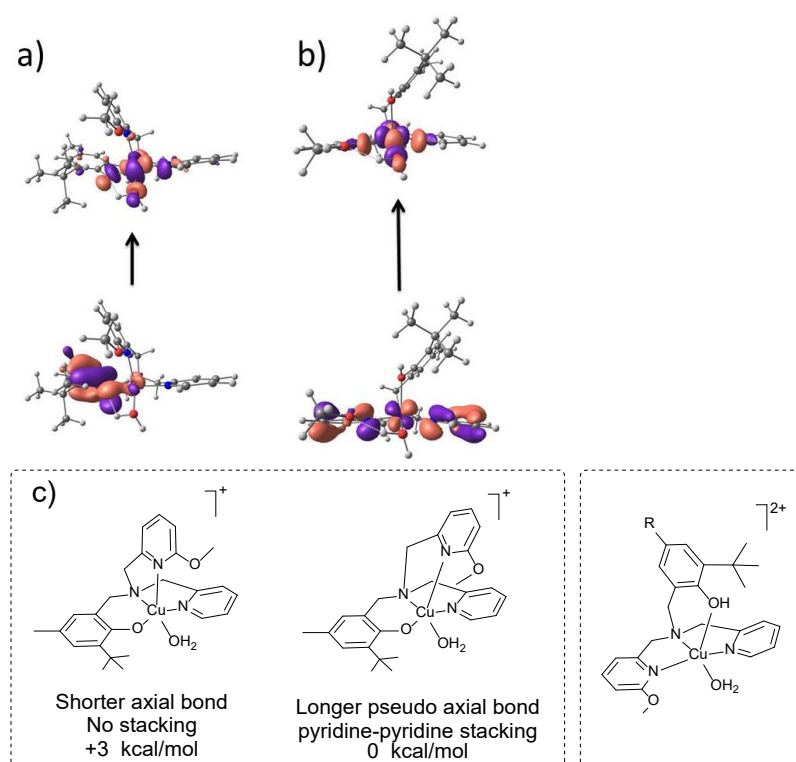 a)
b)
c)
]+
N
O
N
Cu
N
O
OH2
Shorter axial bond
No stacking
+3 kcal/mol
]+
N
O
N
Cu
N
O
OH2
Longer pseudo axial bond
pyridine-pyridine stacking
0 kcal/mol
]2+
R
OH
N
Cu
N
N
OH2
O